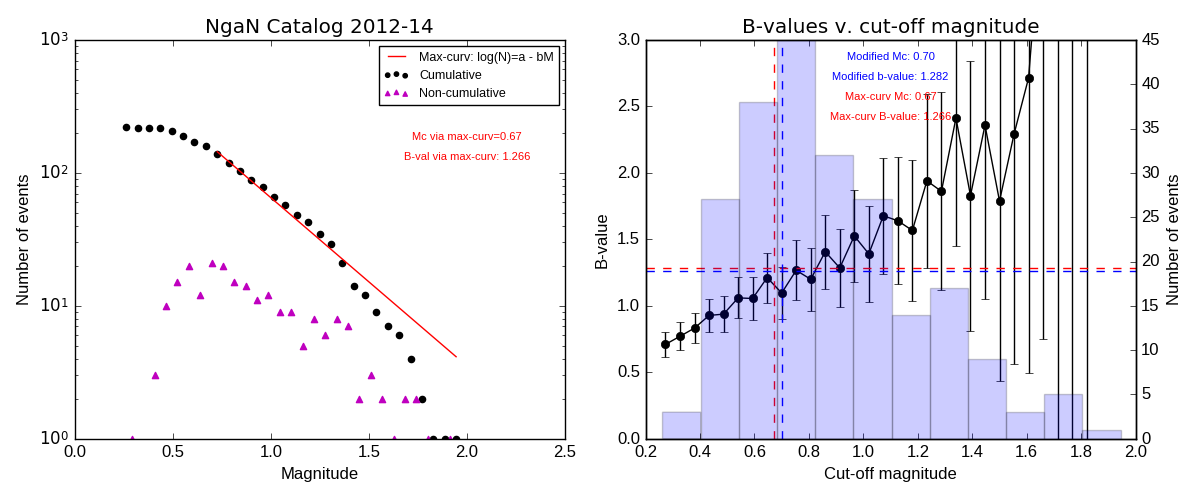 NgaN Catalog 2012-14
Number of events
10³
10²
10¹
10⁰
Max-curv: log(N)=a - bM
Cumulative
Non-cumulative
Mc via max-curv=0.67
B-val via max-curv: 1.266
0.0 0.5 1.0 1.5 2.0 2.5
Magnitude
B-values v. cut-off magnitude
B-value
3.0
2.5
2.0
1.5
1.0
0.5
0.0
Modified Mc: 0.70
Modified b-value: 1.282
Max-curv Mc: 0.67
Max-curv B-value: 1.266
45
40
35
30
25
20
15
10
5
0
Number of events
0.2 0.4 0.6 0.8 1.0 1.2 1.4 1.6 1.8 2.0
Cut-off magnitude